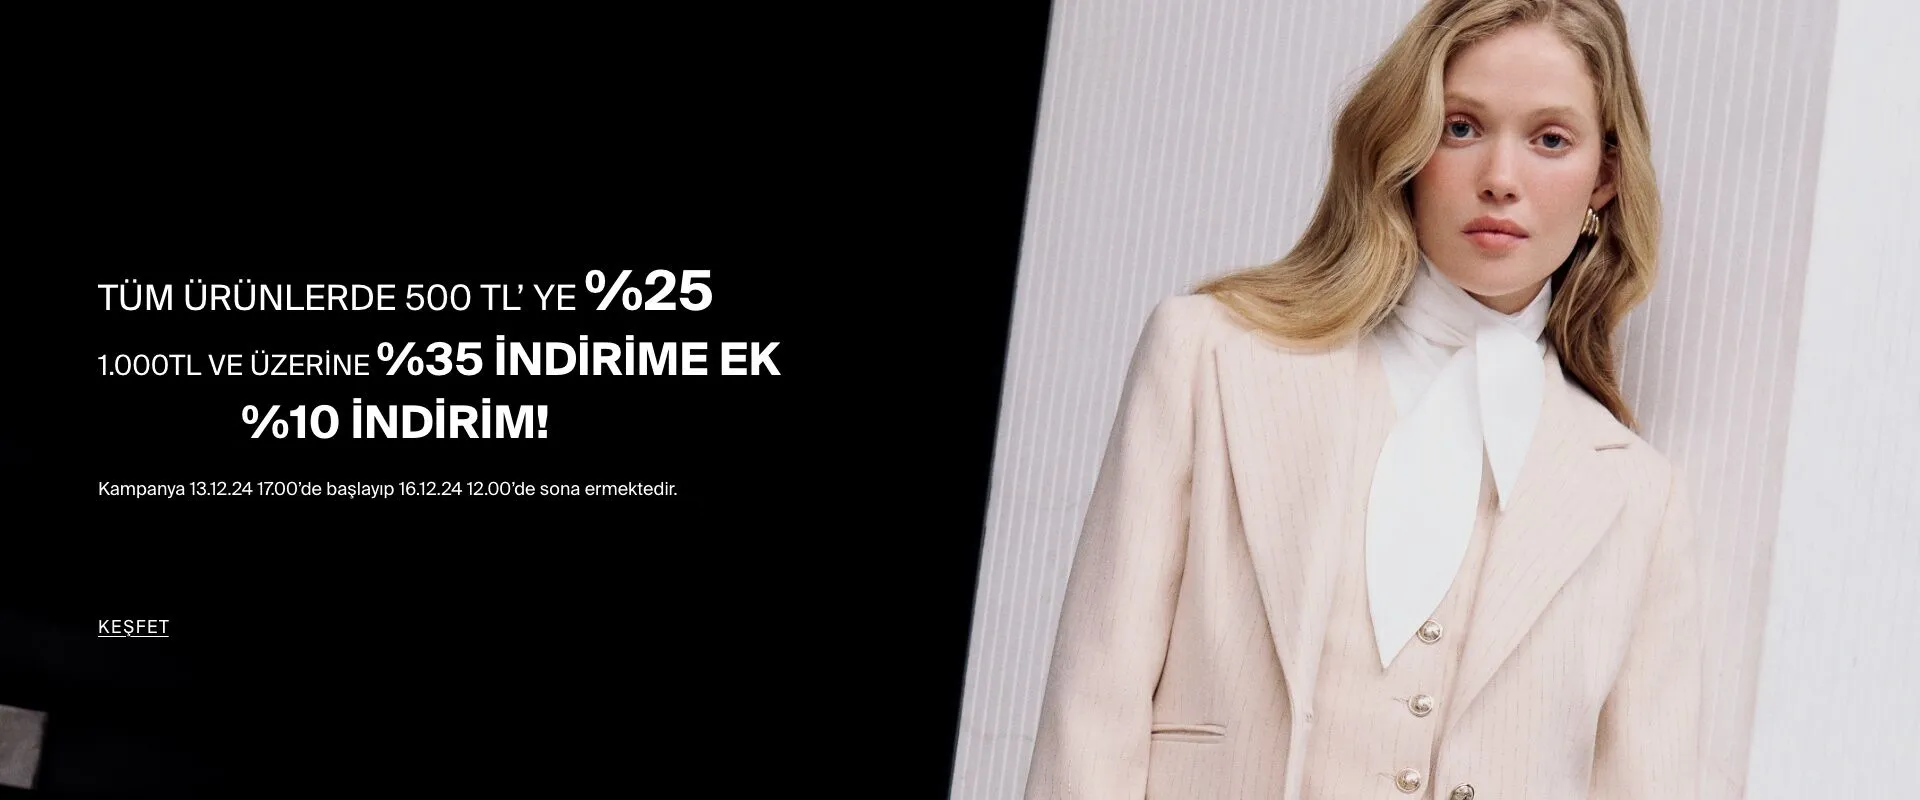 TÜM ÜRÜNLERDE 500 TL’ YE %25
1.000TL VE ÜZERİNE %35 İNDİRİME EK
%10 İNDİRİM!
Kampanya 13.12.24 17.00’de başlayıp 16.12.24 12.00’de sona ermektedir.
KEŞFET